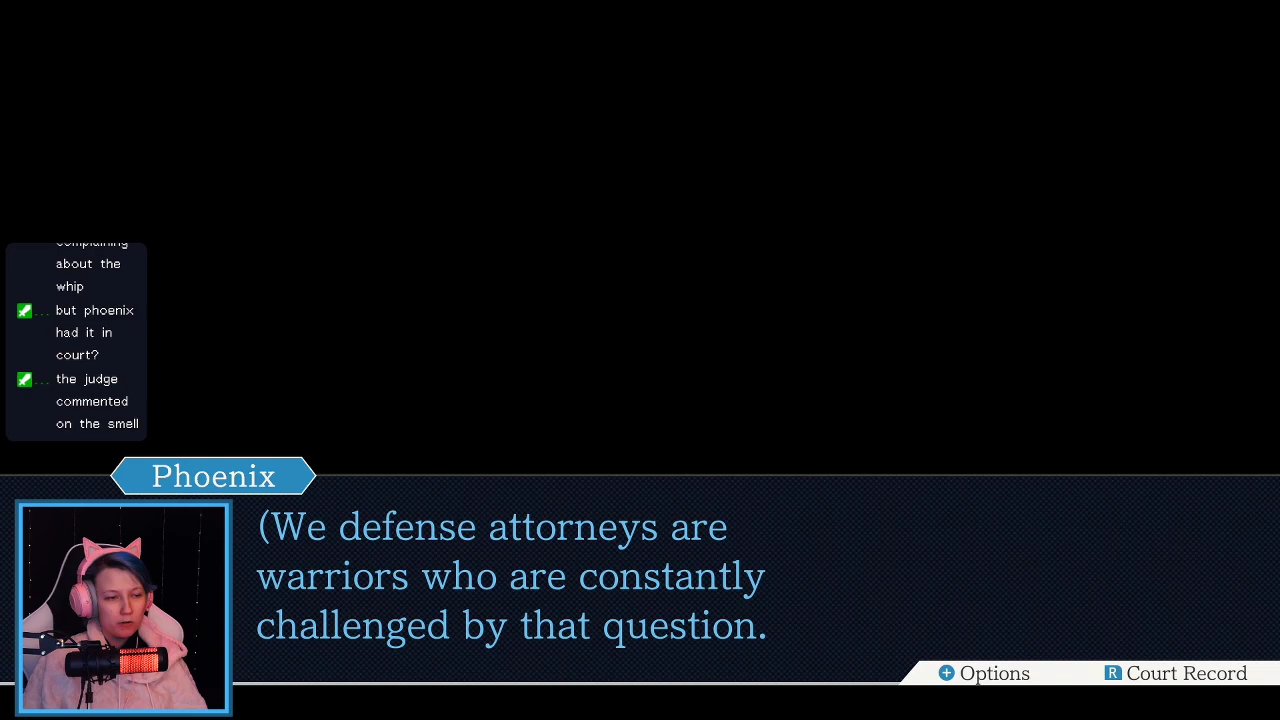 complaining
about the
whip
... but phoenix
had it in
court?
... the judge
commented
on the smell
Phoenix
(We defense attorneys are
warriors who are constantly
challenged by that question.
+ Options
R Court Record